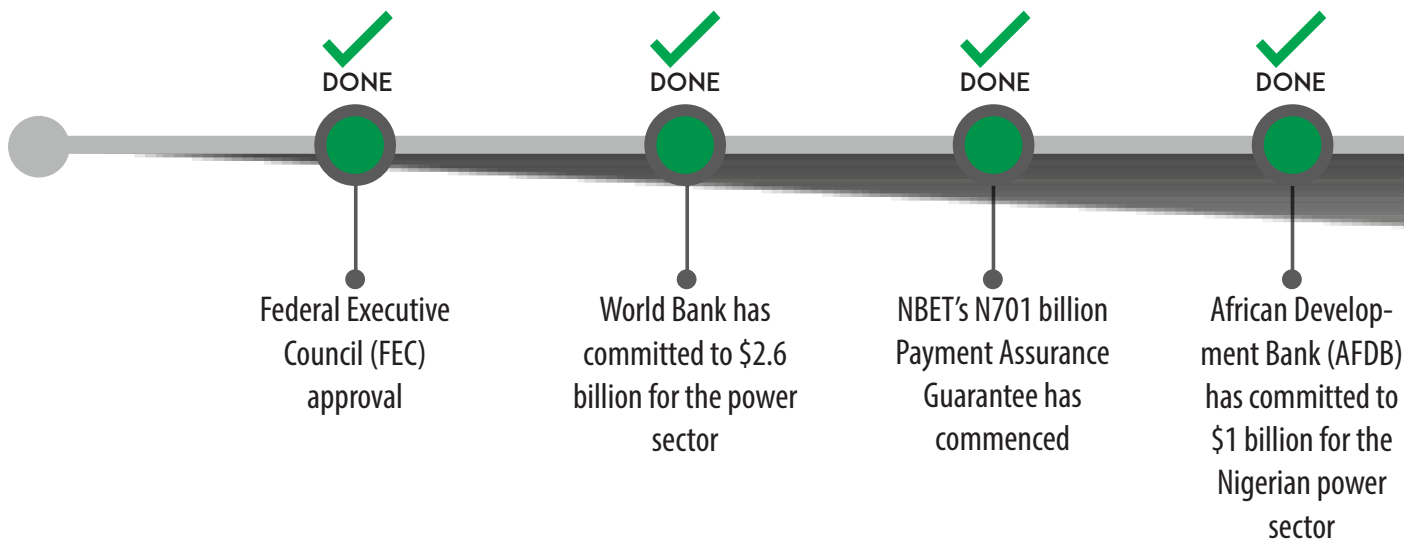 DONE
Federal Executive
Council (FEC)
approval
DONE
World Bank has
committed to $2.6
billion for the power
sector
DONE
NBET’s N701 billion
Payment Assurance
Guarantee has
commenced
DONE
African Develop-
ment Bank (AFDB)
has committed to
$1 billion for the
Nigerian power
sector